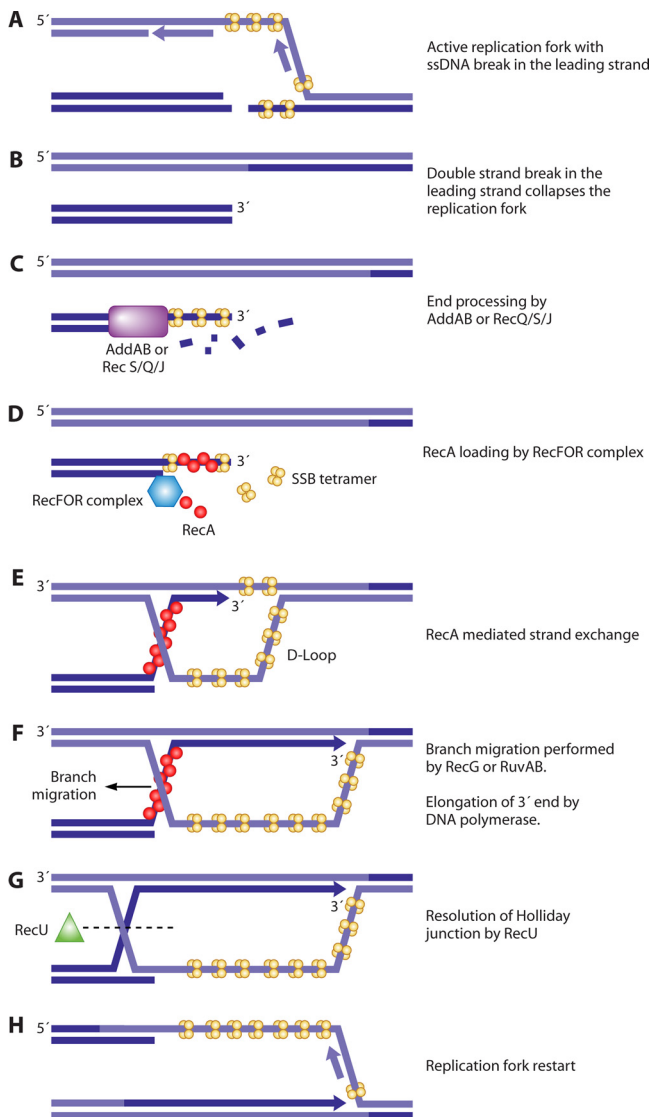 A
5´
Active replication fork with
ssDNA break in the leading strand
B
5´
3´
Double strand break in the
leading strand collapses the
replication fork
C
5´
3´
AddAB or
Rec S/Q/J
End processing by
AddAB or RecQ/S/J
D
5´
3´
RecFOR complex
RecA
SSB tetramer
RecA loading by RecFOR complex
E
3´
3´
D-Loop
RecA mediated strand exchange
F
3´
3´
Branch
migration
Branch migration performed
by RecG or RuvAB.
Elongation of 3´ end by
DNA polymerase.
G
3´
3´
RecU
Resolution of Holliday
junction by RecU
H
5´
Replication fork restart